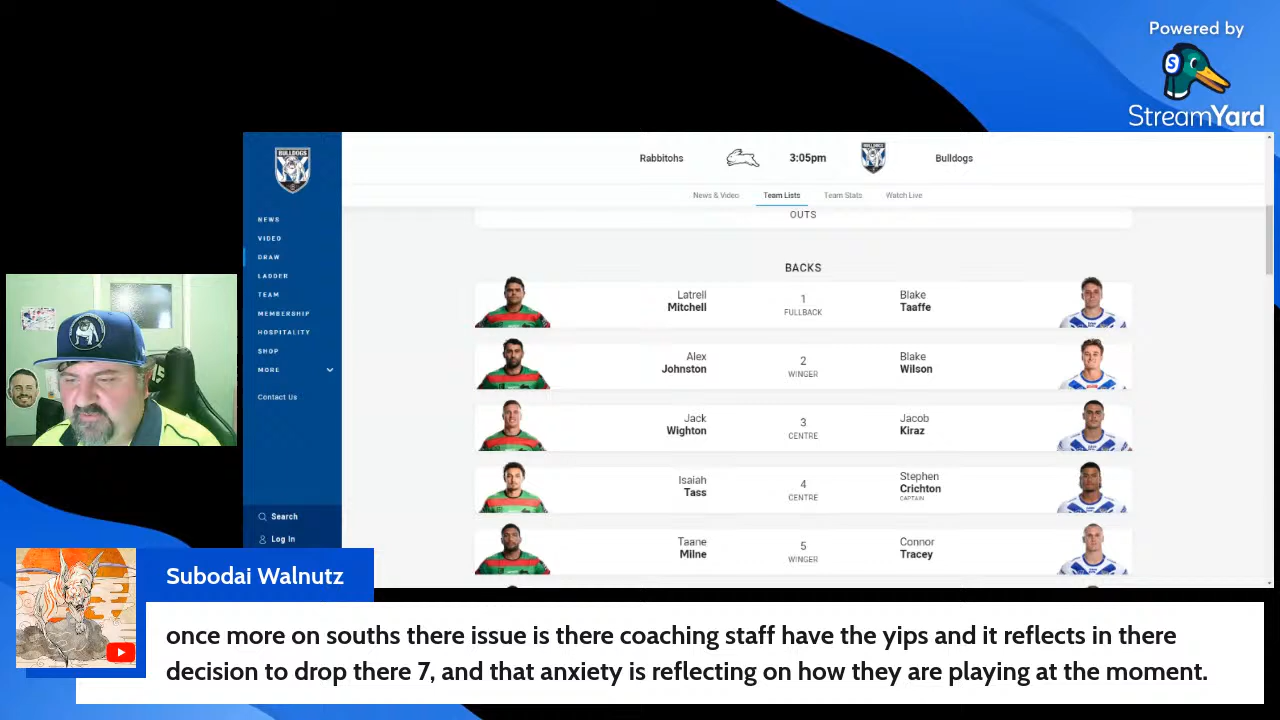 Powered by
StreamYard
BULLDOGS
Rabbitohs
3:05pm
Bulldogs
News & Video
Team Lists
Team Stats
Watch Live
NEWS
VIDEO
DRAW
LADDER
TEAM
MEMBERSHIP
HOSPITALITY
SHOP
MORE
Contact Us
Search
Log In
OUTS
BACKS
Latrell
Mitchell
1
FULLBACK
Blake
Taaffe
Alex
Johnston
2
WINGER
Blake
Wilson
Jack
Wighton
3
CENTRE
Jacob
Kiraz
Isaiah
Tass
4
CENTRE
Stephen
Crichton
CAPTAIN
Taane
Milne
5
WINGER
Connor
Tracey
Subodai Walnutz
once more on souths there issue is there coaching staff have the yips and it reflects in there
decision to drop there 7, and that anxiety is reflecting on how they are playing at the moment.